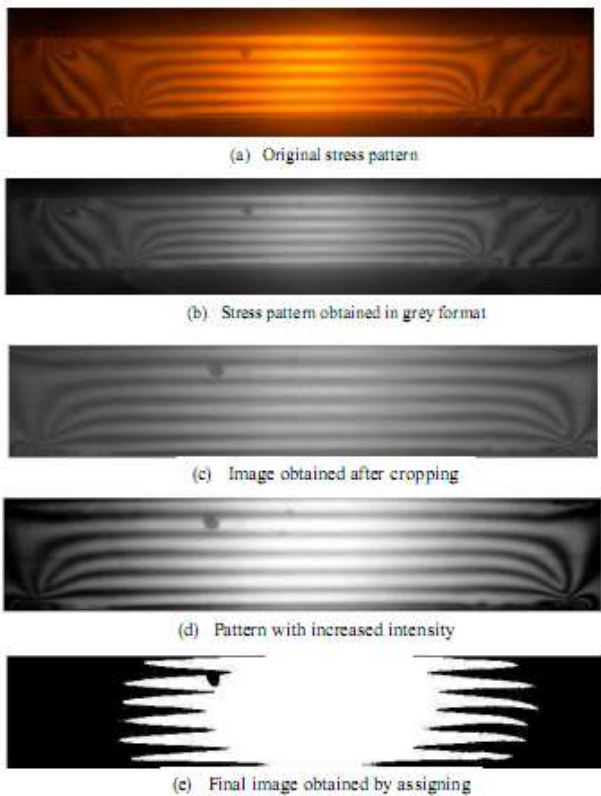 (a) Original stress pattern
(b) Stress pattern obtained in grey format
(c) Image obtained after cropping
(d) Pattern with increased intensity
(e) Final image obtained by assigning